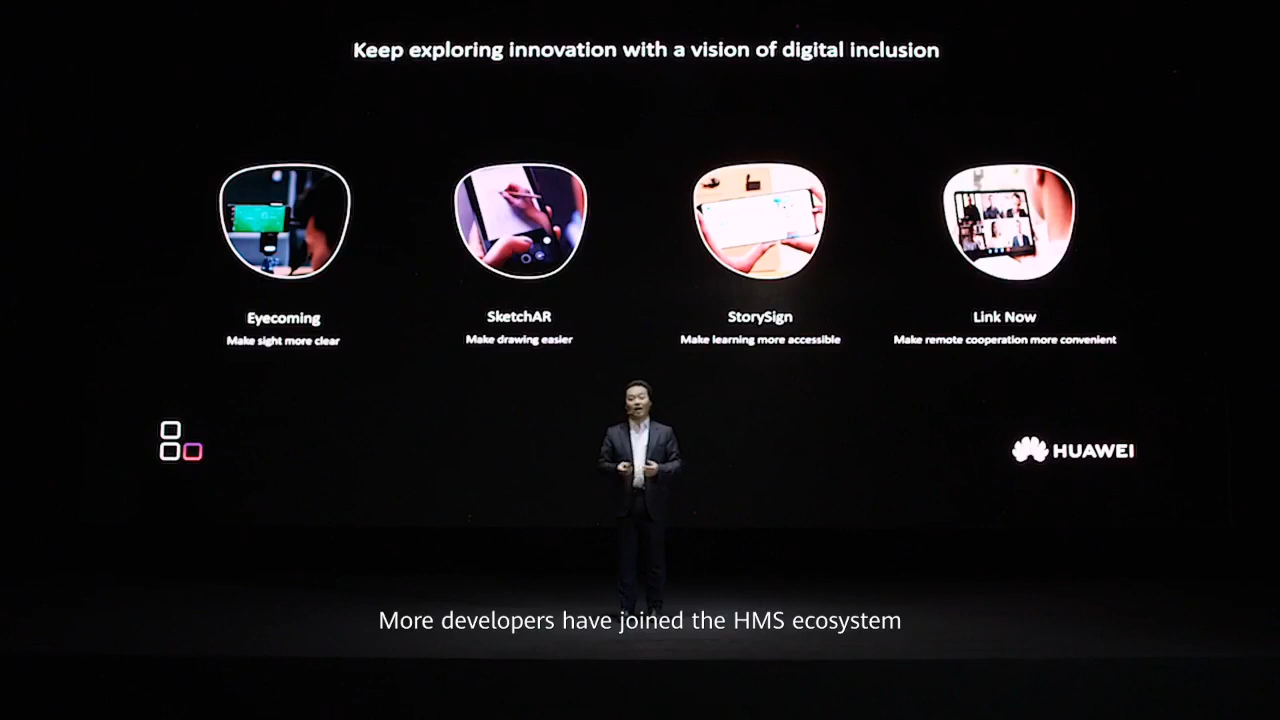 Keep exploring innovation with a vision of digital inclusion
Eyecoming
Make sight more clear
SketchAR
Make drawing easier
StorySign
Make learning more accessible
Link Now
Make remote cooperation more convenient
HUAWEI
More developers have joined the HMS ecosystem